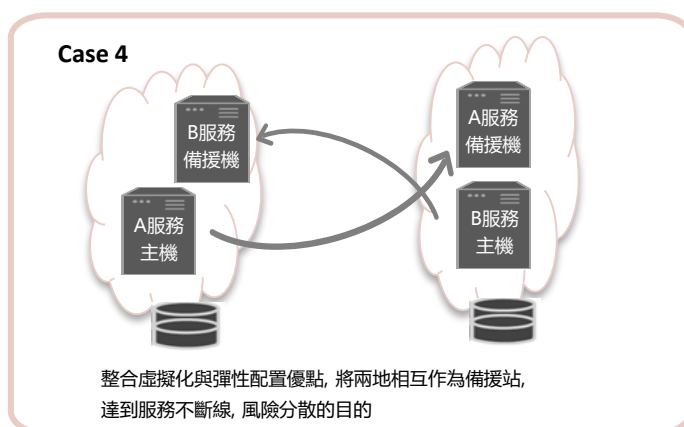 Case 4
B服務
備援機
A服務
主機
A服務
備援機
B服務
主機
整合虛擬化與彈性配置優點, 將兩地相互作為備援站,
達到服務不斷線, 風險分散的目的